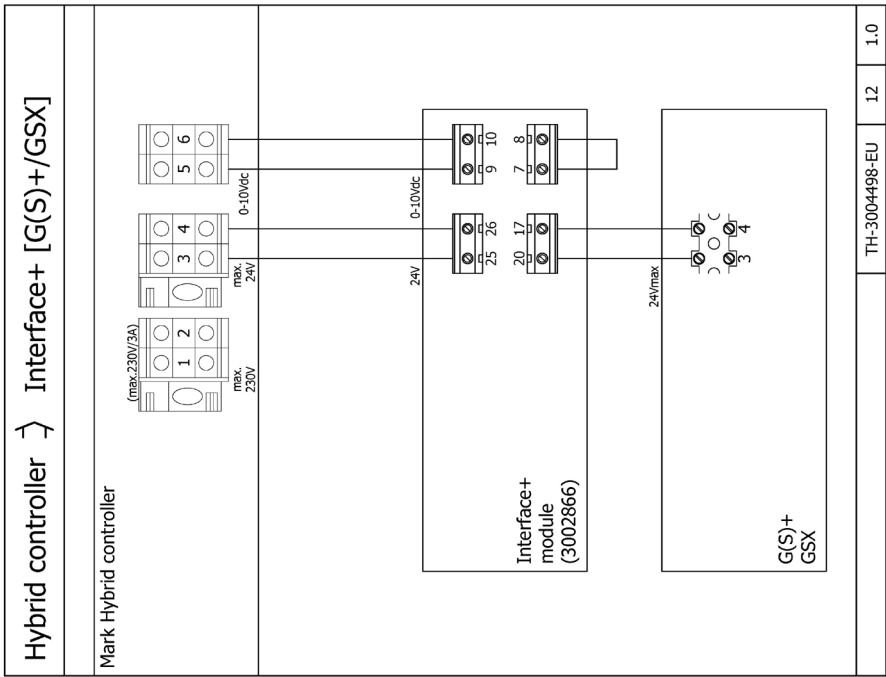 Hybrid controller Interface+ [G(S)+/GSX]
Mark Hybrid controller
(max.230V/3A)
1 2
3 4
5 6
max.
230V
max.
24V
0-10Vdc
24V
0-10Vdc
25 26
9 10
20 17
7 8
Interface+
module
(3002866)
24Vmax
3 4
G(S)+
GSX
TH-3004498-EU
12
1.0